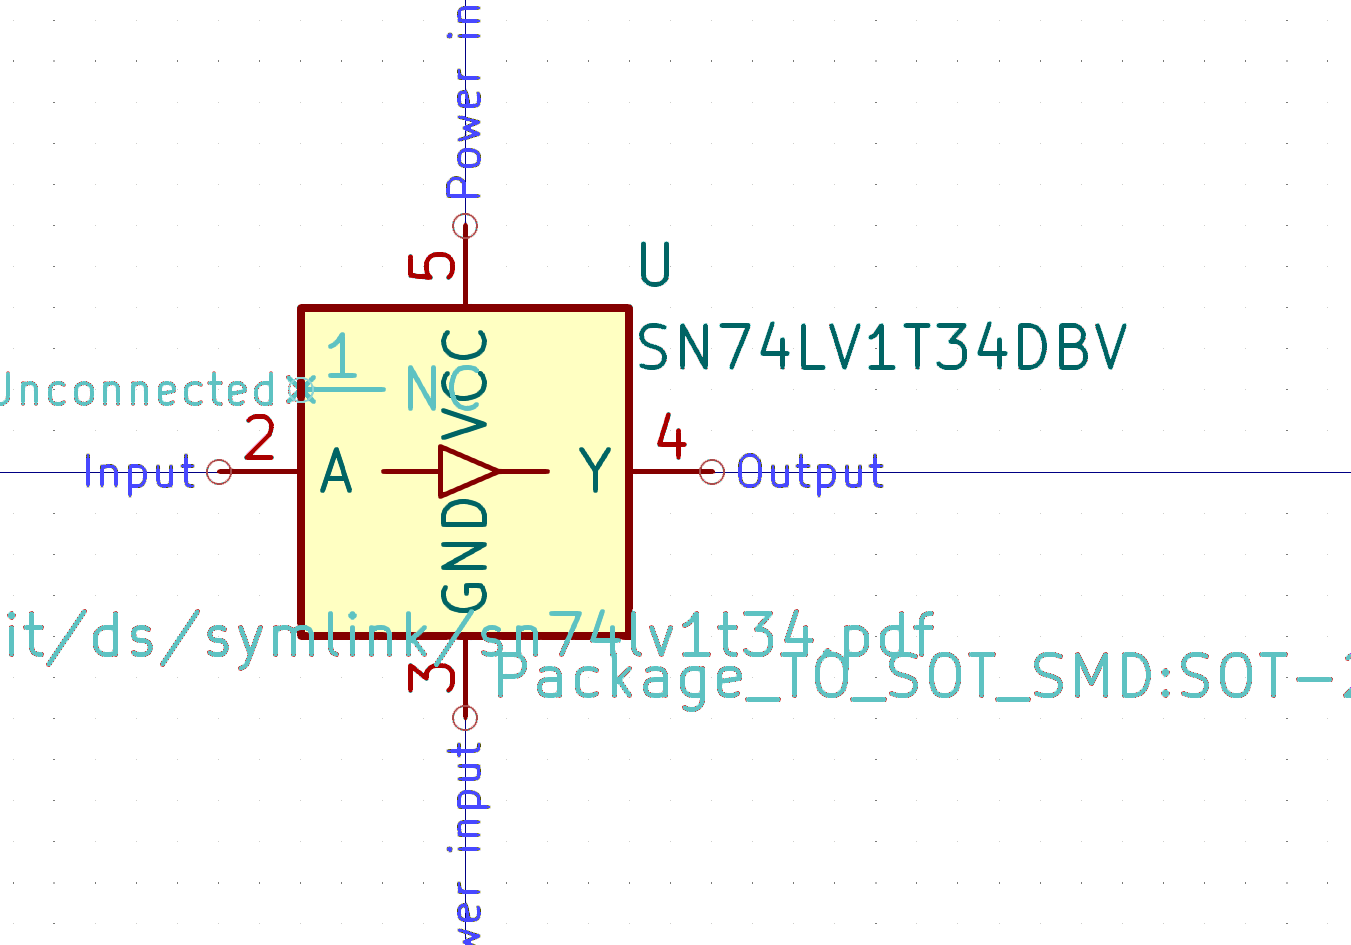 Power in
5
U
SN74LV1T34DBV
VCC
1
NC
Unconnected
2
4
Input
A
Y
Output
GND
it/ds/symlink/sn74lv1t34.pdf
3
Package_TO_SOT_SMD:SOT-2
wer input